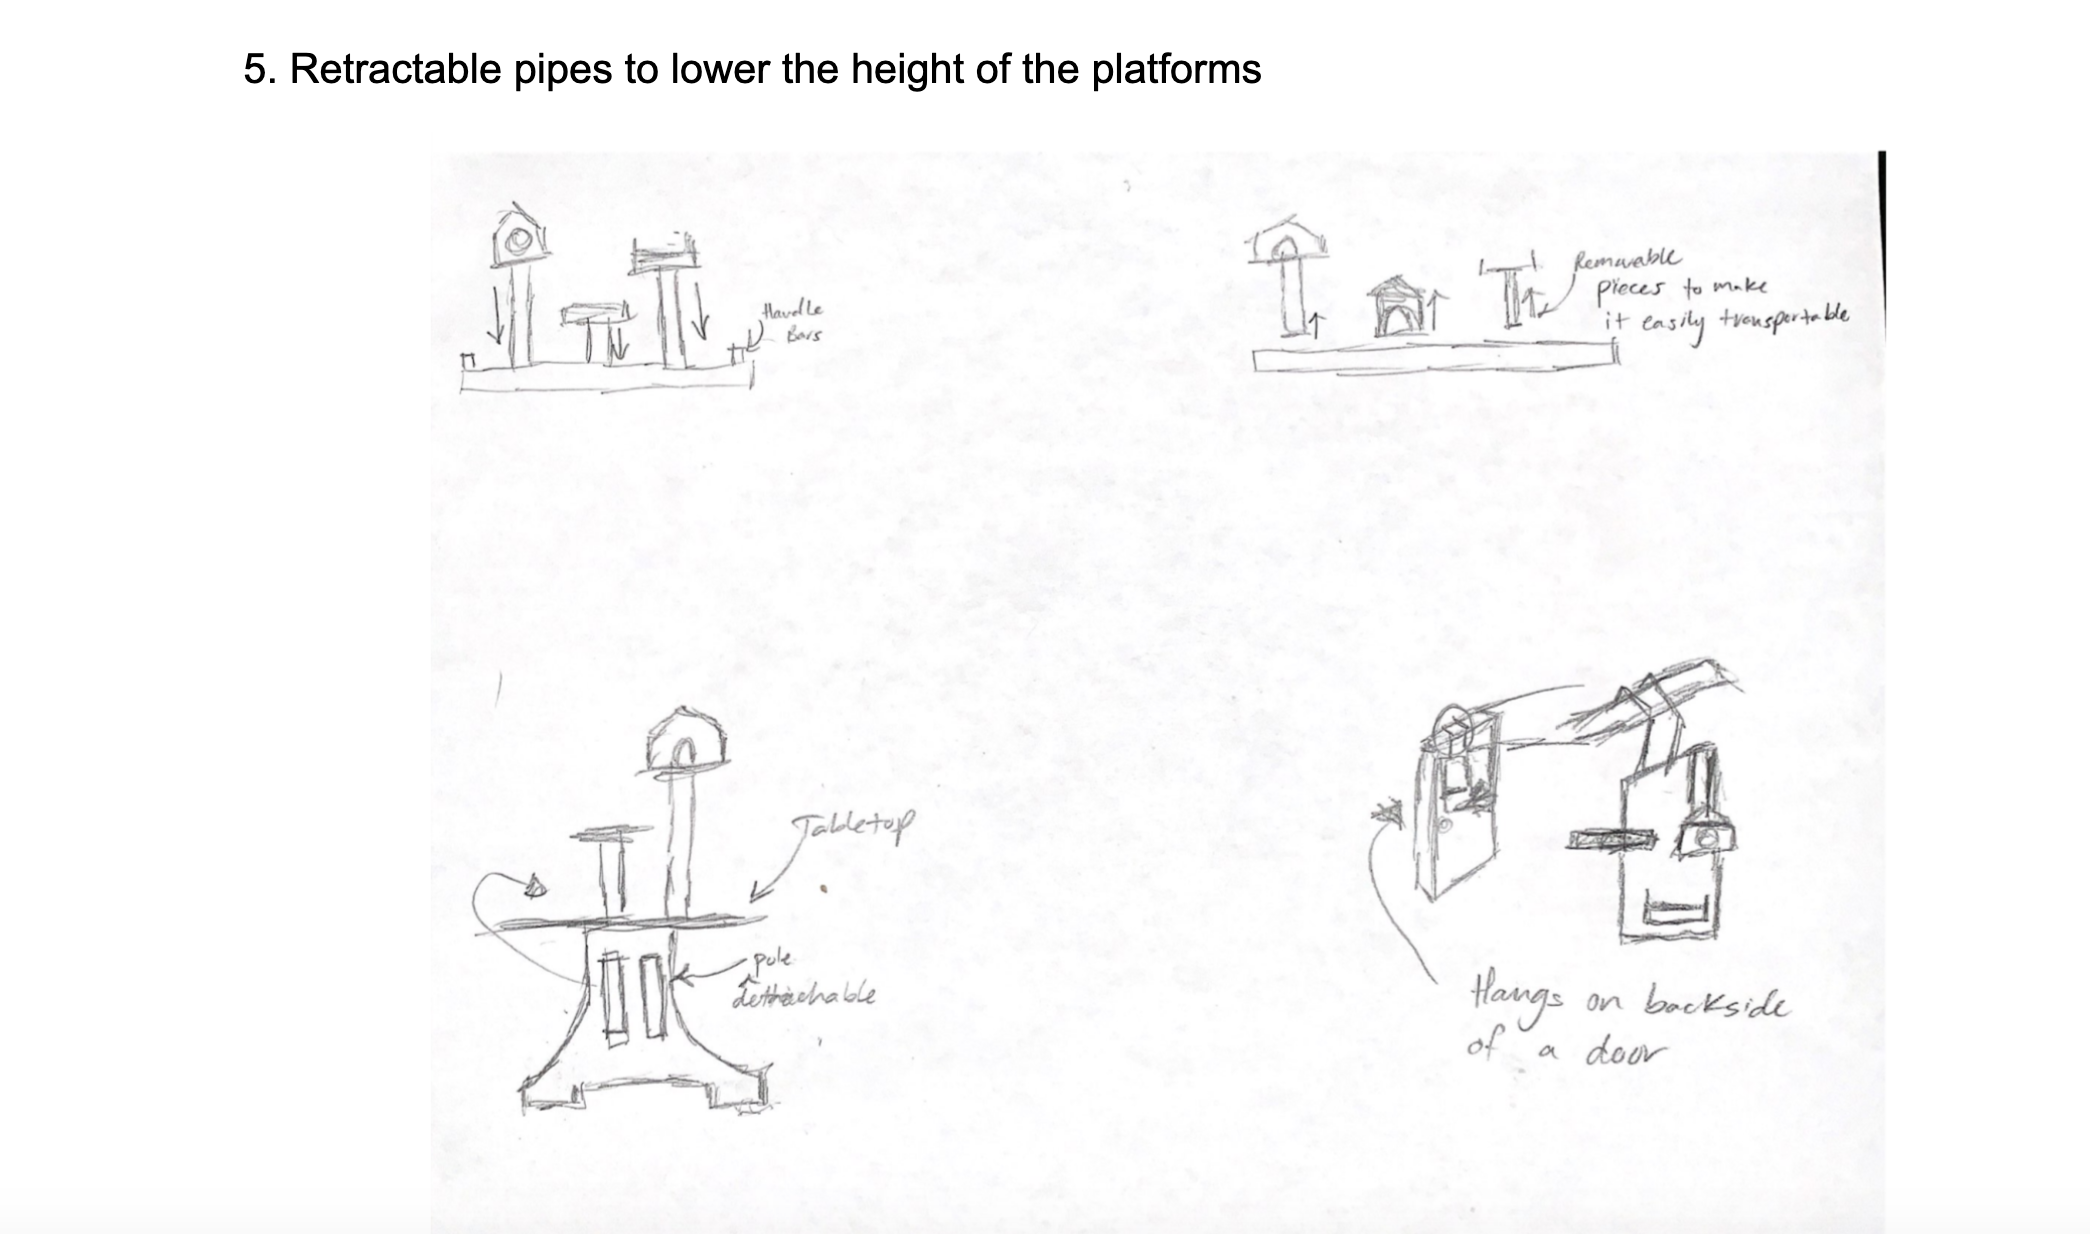 5. Retractable pipes to lower the height of the platforms
Handle
Bars
Removable
pieces to make
it easily transportable
Tabletop
pole
detachable
Hangs on backside
of a door